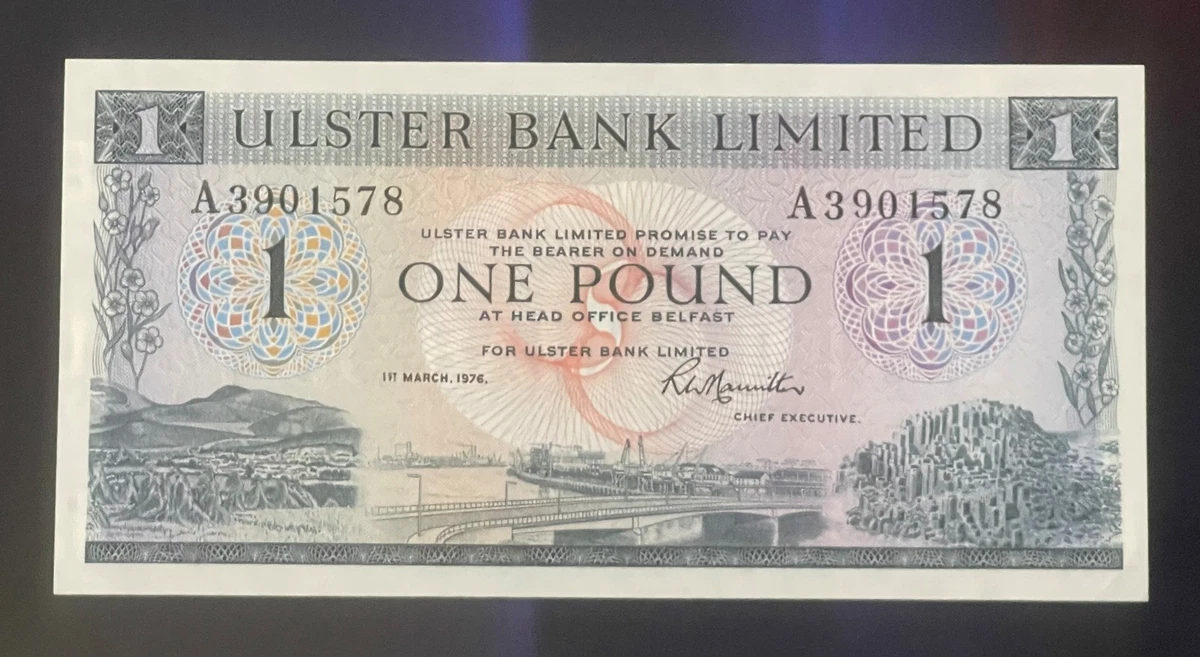 1 ULSTER BANK LIMITED 1
A3901578 A3901578
ULSTER BANK LIMITED PROMISE TO PAY
THE BEARER ON DEMAND
1 ONE POUND 1
AT HEAD OFFICE BELFAST
FOR ULSTER BANK LIMITED
1ST MARCH, 1976.
CHIEF EXECUTIVE.